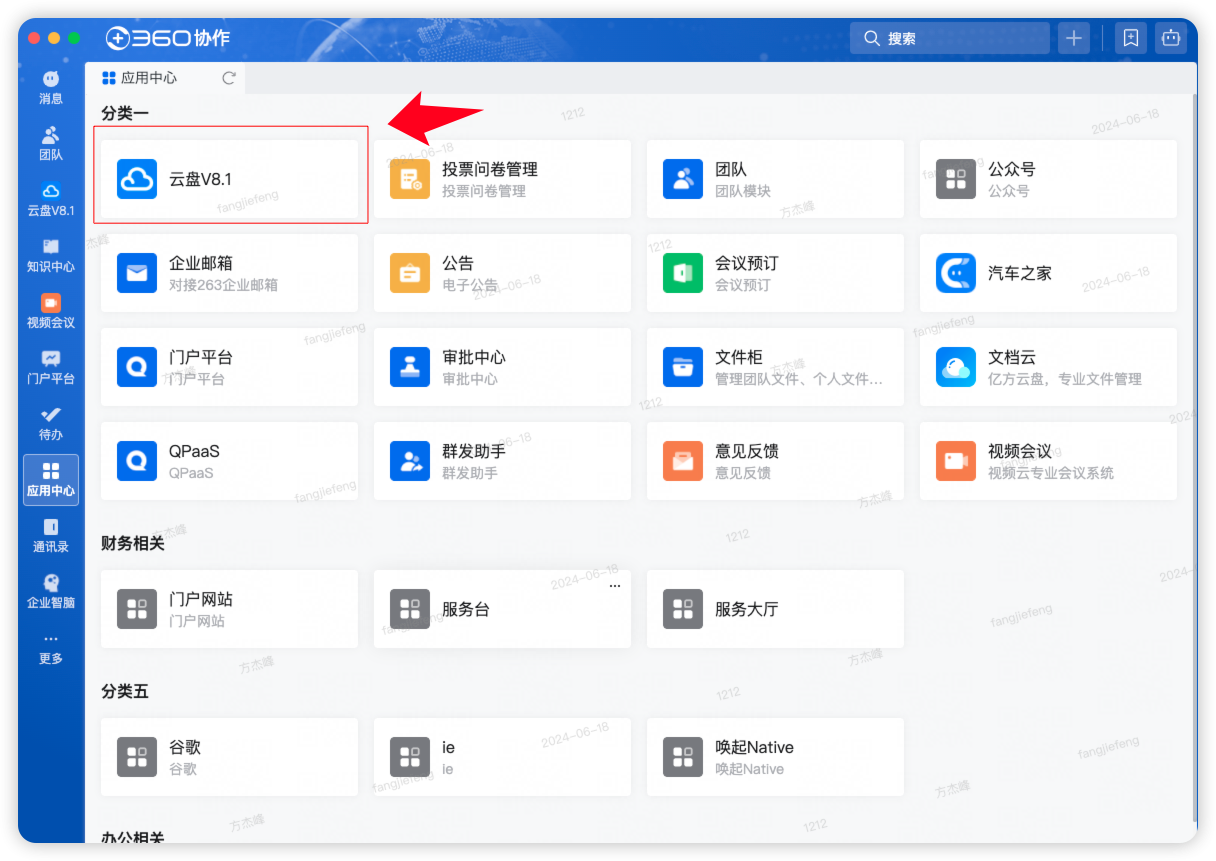 360协作
搜索
消息
团队
云盘V8.1
知识中心
视频会议
门户平台
待办
应用中心
通讯录
企业智脑
更多
应用中心
分类一
云盘V8.1
投票问卷管理
投票问卷管理
团队
团队模块
公众号
公众号
企业邮箱
对接263企业邮箱
公告
电子公告
会议预订
会议预订
汽车之家
门户平台
门户平台
审批中心
审批中心
文件柜
管理团队文件、个人文件...
文档云
亿方云盘，专业文件管理
QPaaS
QPaaS
群发助手
群发助手
意见反馈
意见反馈
视频会议
视频云专业会议系统
财务相关
门户网站
门户网站
服务台
...
服务大厅
分类五
谷歌
谷歌
ie
ie
唤起Native
唤起Native
办公相关
fangjiefeng
方杰峰
1212
2024-06-18